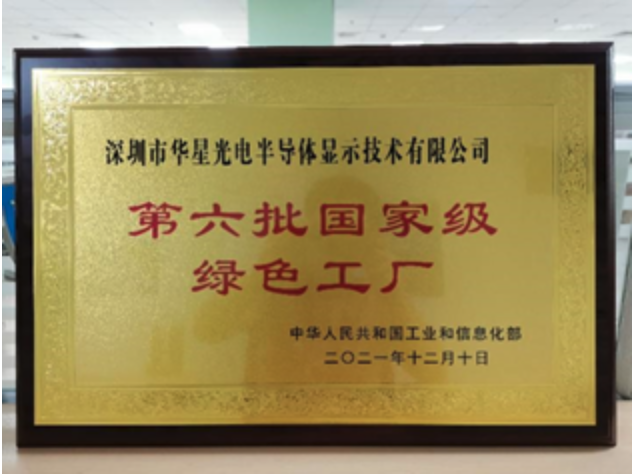 深圳市华星光电半导体显示技术有限公司
第六批国家级
绿色工厂
中华人民共和国工业和信息化部
二〇二一年十二月十日